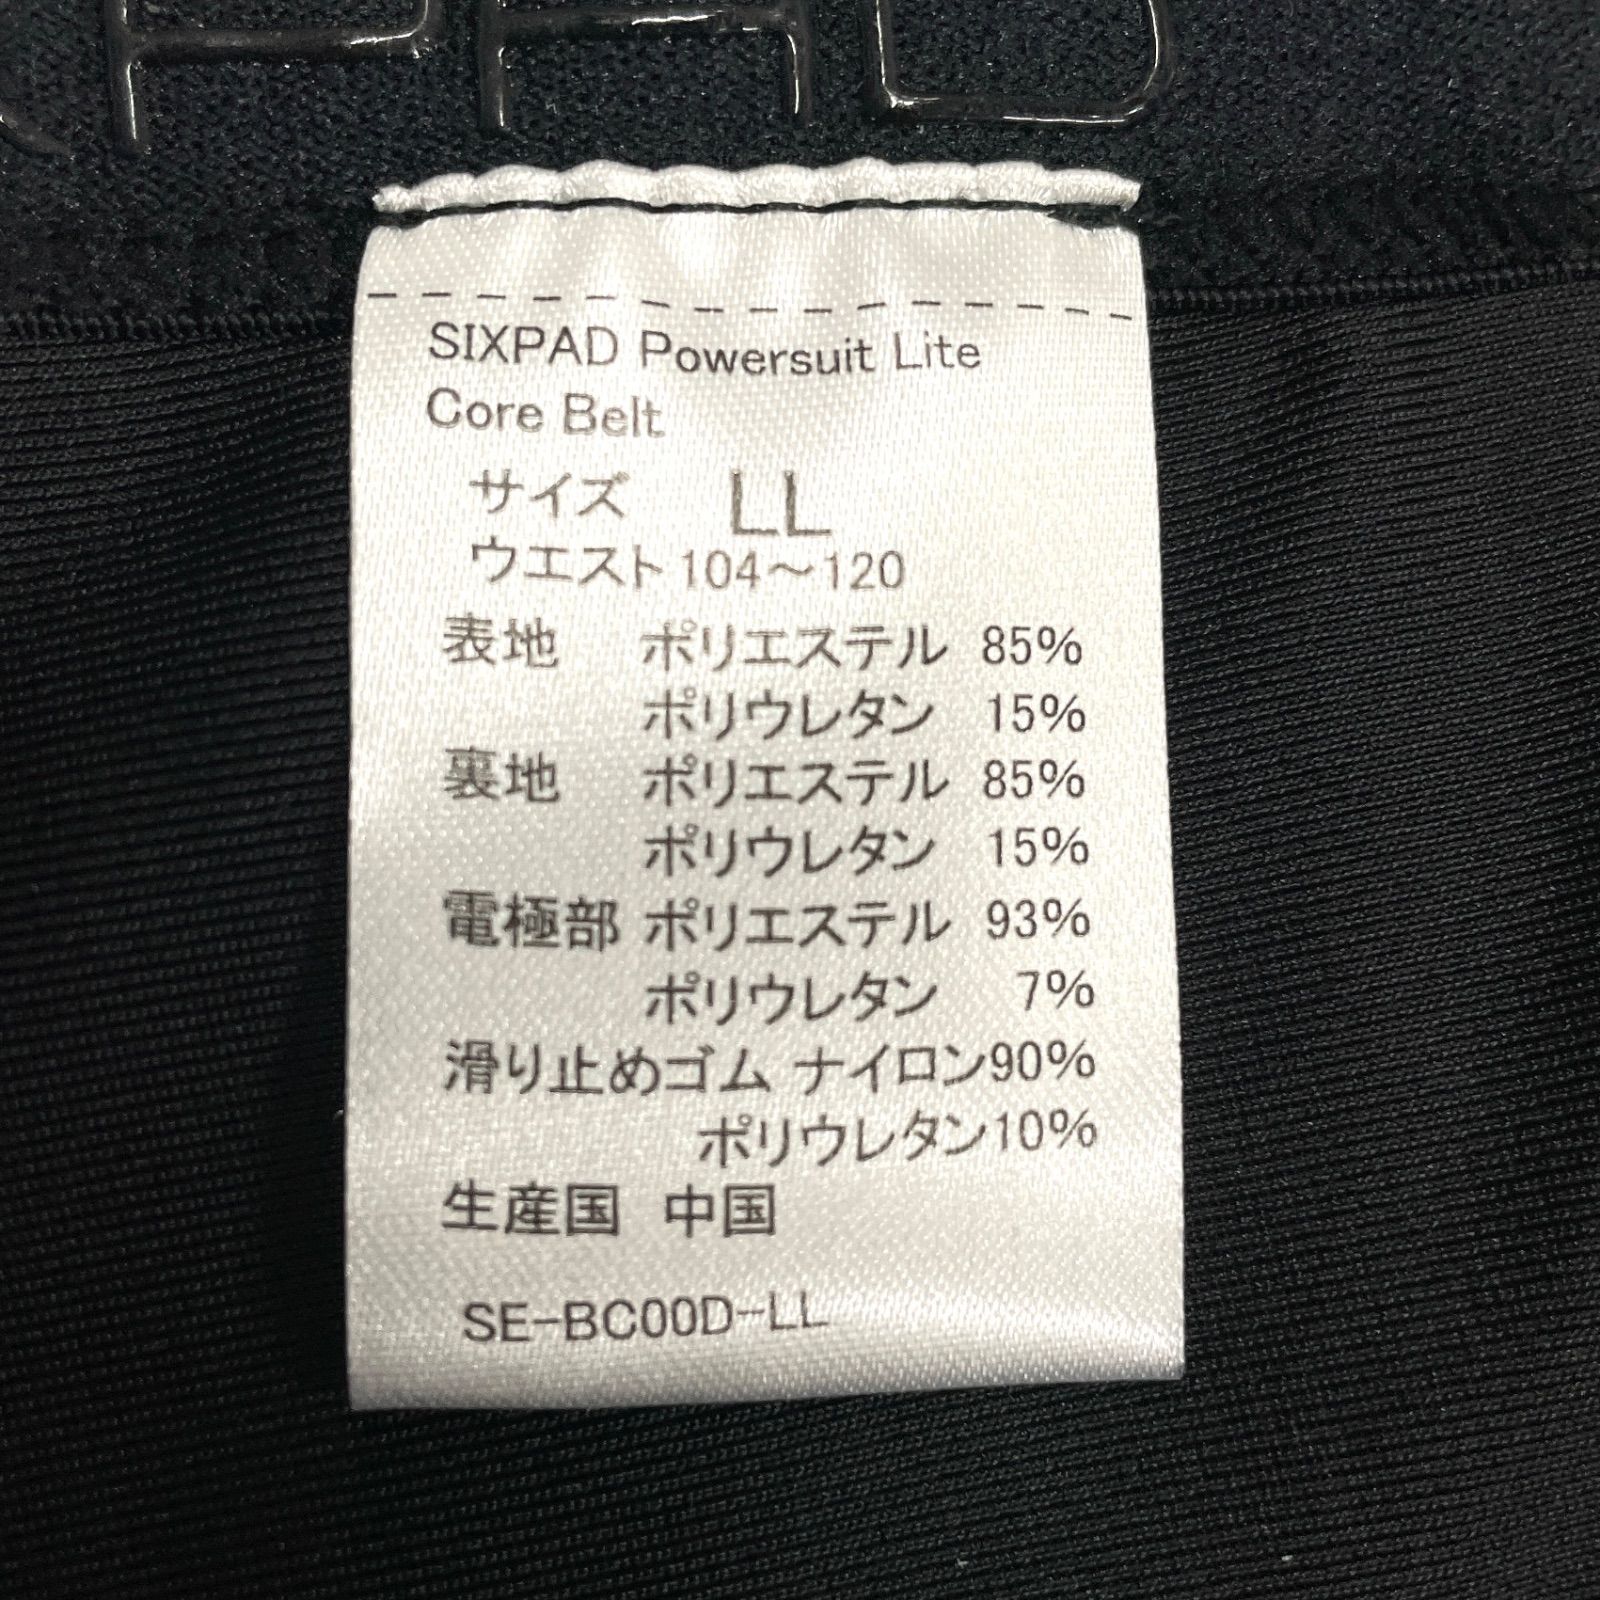 PAD
SIXPAD Powersuit Lite
Core Belt
サイズ LL
ウエスト 104～120
表地 ポリエステル 85%
ポリウレタン 15%
裏地 ポリエステル 85%
ポリウレタン 15%
電極部 ポリエステル 93%
ポリウレタン 7%
滑り止めゴム ナイロン90%
ポリウレタン10%
生産国 中国
SE-BC00D-LL